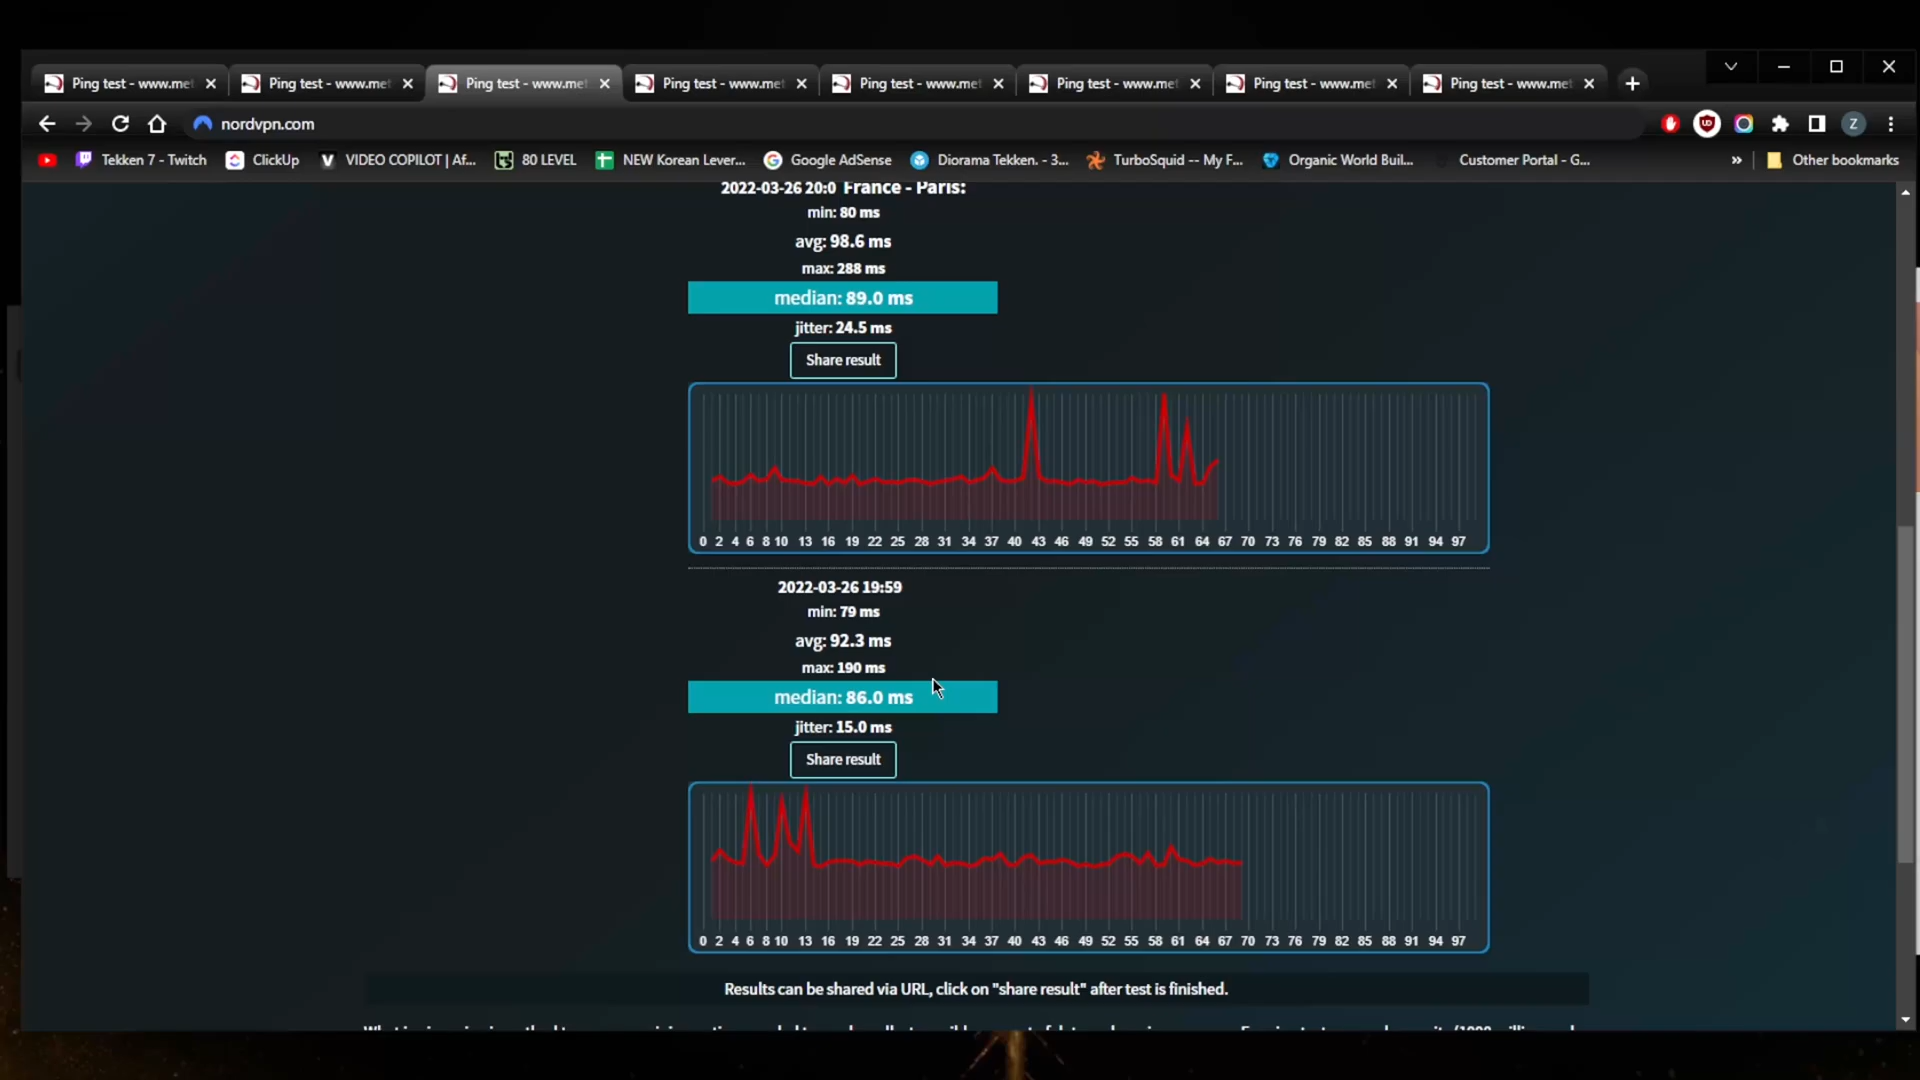 Ping test - www.met
Ping test - www.met
Ping test - www.met
Ping test - www.met
Ping test - www.met
Ping test - www.met
Ping test - www.met
Ping test - www.met
nordvpn.com
Z
Tekken 7 - Twitch
ClickUp
VIDEO COPILOT | Af...
80 LEVEL
NEW Korean Lever...
Google AdSense
Diorama Tekken. - 3...
TurboSquid -- My F...
Organic World Buil...
Customer Portal - G...
»
Other bookmarks
2022-03-26 20:0 France - Paris:
min: 80 ms
avg: 98.6 ms
max: 288 ms
median: 89.0 ms
jitter: 24.5 ms
Share result
0 2 4 6 8 10 13 16 19 22 25 28 31 34 37 40 43 46 49 52 55 58 61 64 67 70 73 76 79 82 85 88 91 94 97
2022-03-26 19:59
min: 79 ms
avg: 92.3 ms
max: 190 ms
median: 86.0 ms
jitter: 15.0 ms
Share result
0 2 4 6 8 10 13 16 19 22 25 28 31 34 37 40 43 46 49 52 55 58 61 64 67 70 73 76 79 82 85 88 91 94 97
Results can be shared via URL, click on "share result" after test is finished.